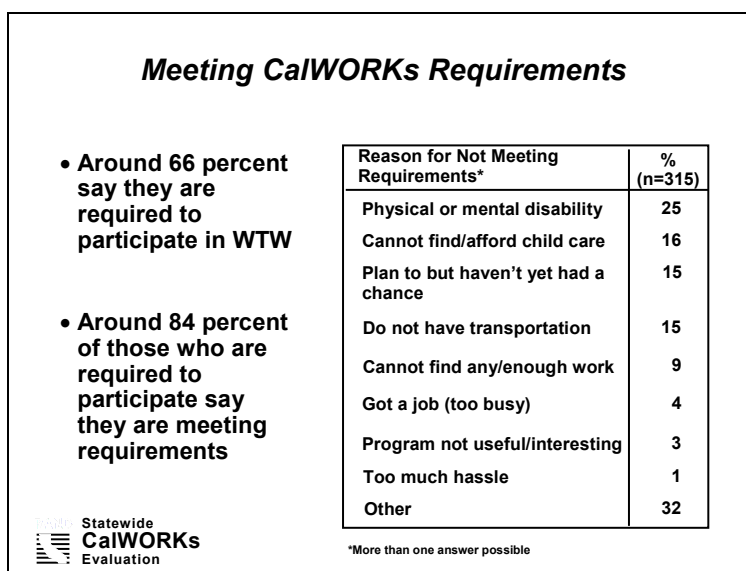 Meeting CalWORKs Requirements
• Around 66 percent
say they are
required to
participate in WTW
• Around 84 percent
of those who are
required to
participate say
they are meeting
requirements
Reason for Not Meeting
Requirements*
%
(n=315)
Physical or mental disability 25
Cannot find/afford child care 16
Plan to but haven’t yet had a 15
chance
Do not have transportation 15
Cannot find any/enough work 9
Got a job (too busy) 4
Program not useful/interesting 3
Too much hassle 1
Other 32
*More than one answer possible
RAND
Statewide
CalWORKs
Evaluation